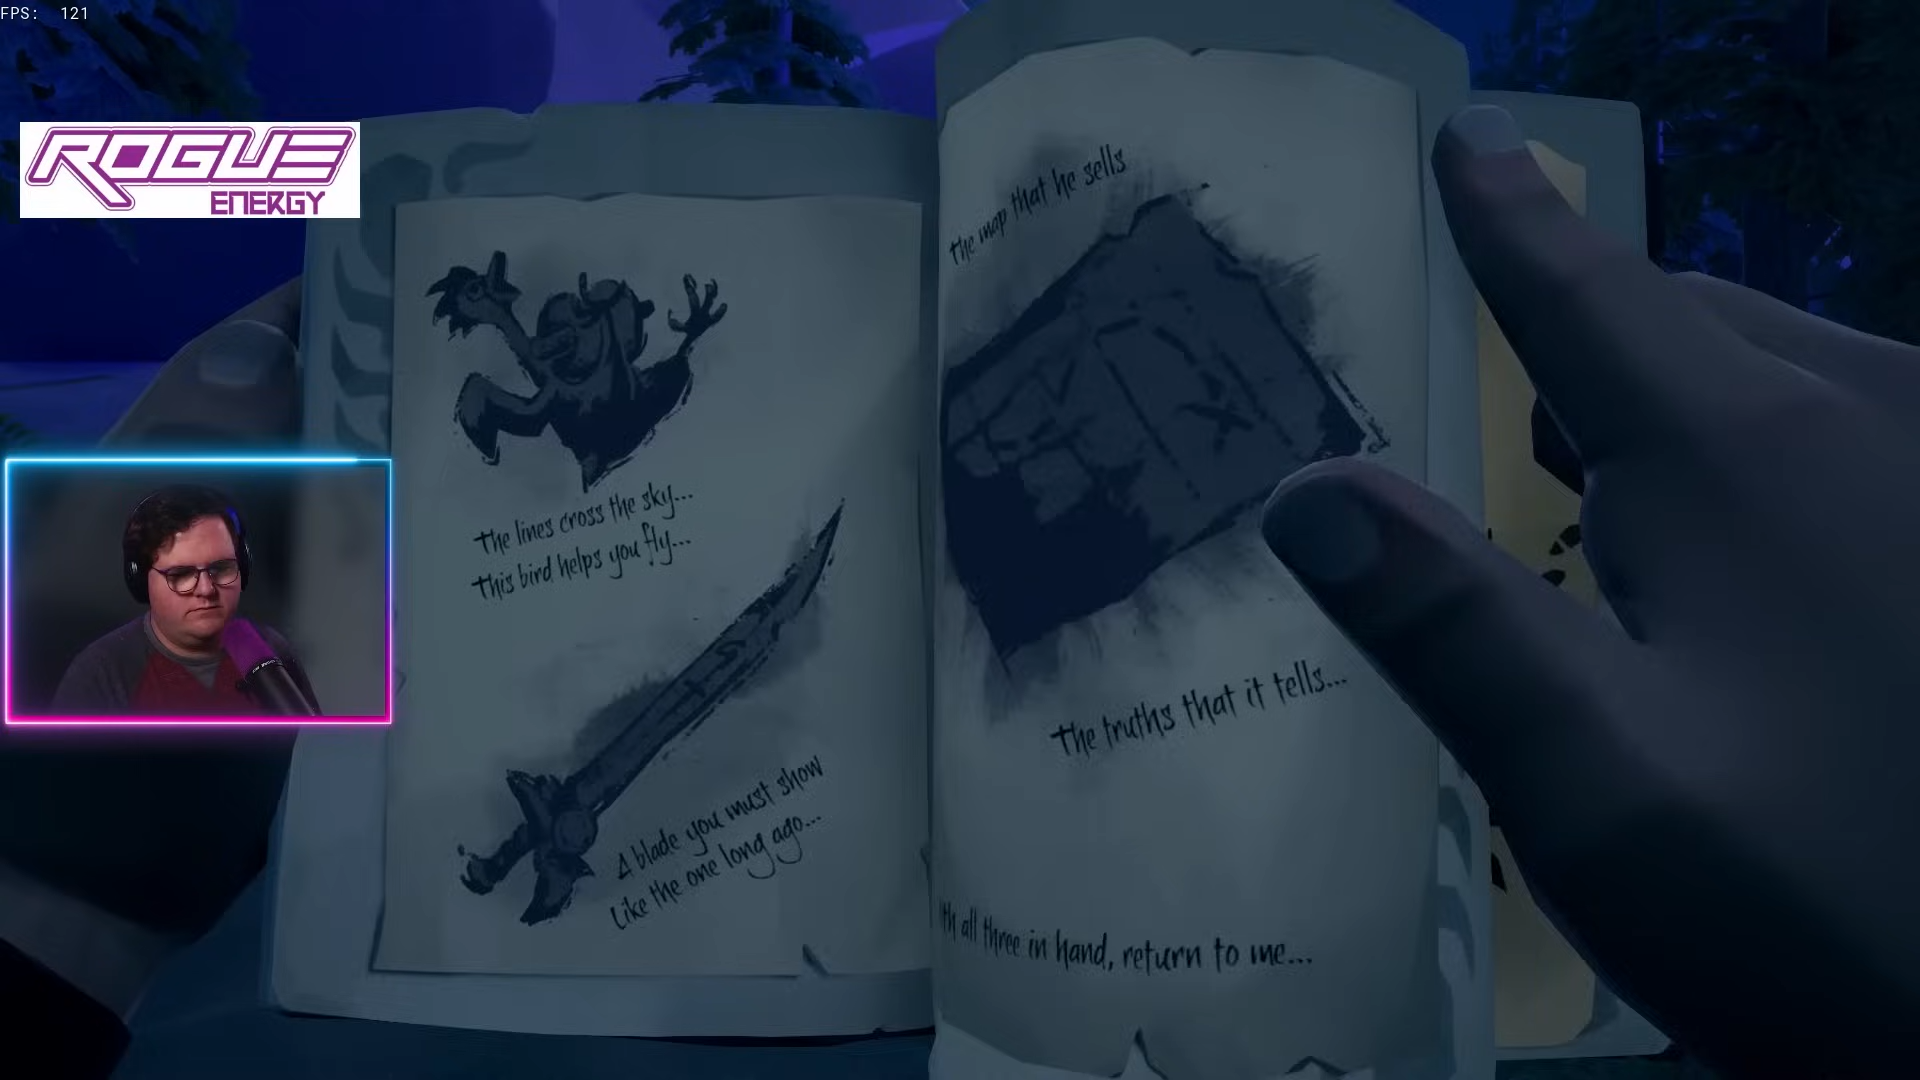 FPS: 121
ROGUE
ENERGY
The lines cross the sky...
This bird helps you fly...
A blade you must show
Like the one long ago...
The map that he sells
The truths that it tells...
all three in hand, return to me...